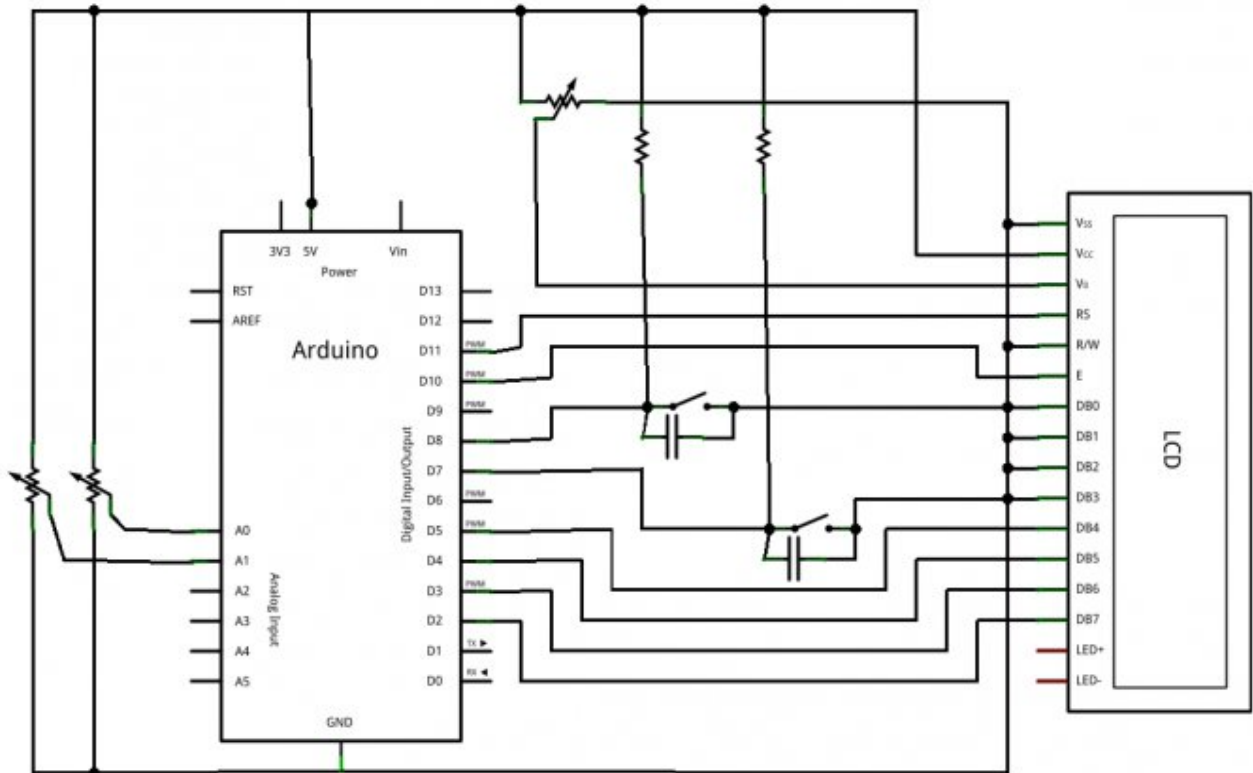 3V3 5V Vin
Power
RST
AREF
Arduino
D13
D12
PWM D11
PWM D10
PWM D9
D8
D7
PWM D6
PWM D5
D4
PWM D3
D2
TX ▶ D1
RX ◀ D0
Digital Input/Output
A0
A1
A2
A3
A4
A5
Analog Input
GND
Vss
Vcc
RS
R/W
E
DB0
DB1
DB2
DB3
DB4
DB5
DB6
DB7
LED+
LED-
LCD